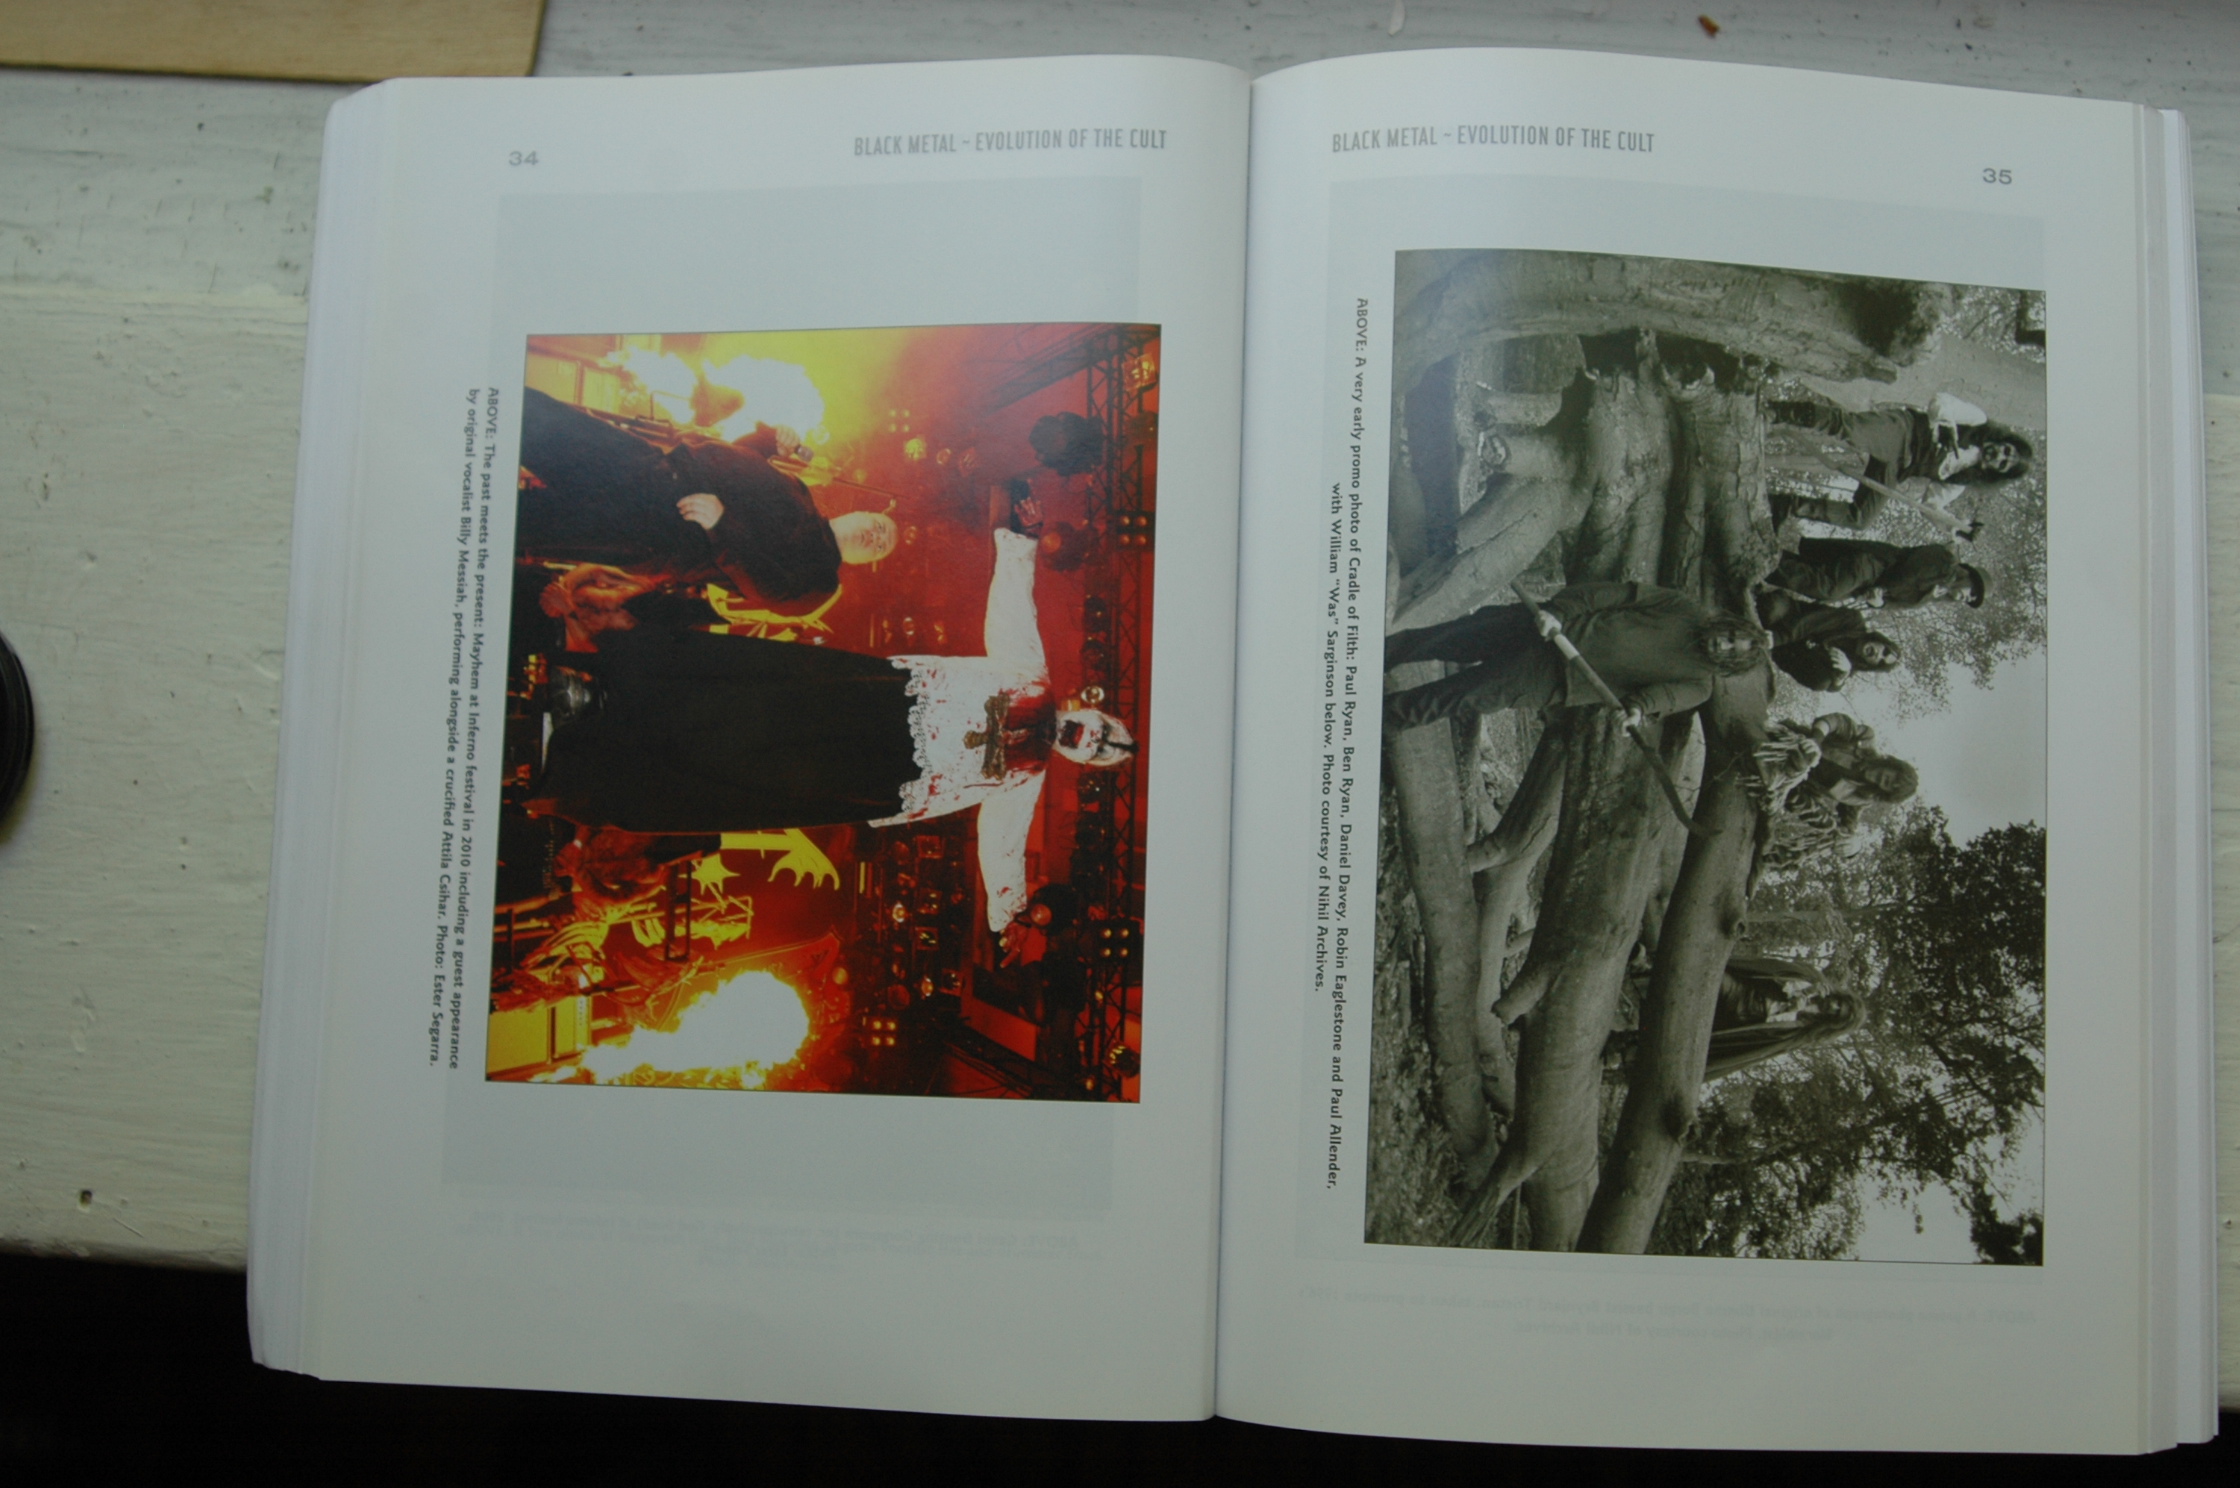 34
BLACK METAL ~ EVOLUTION OF THE CULT
ABOVE: The past meets the present: Mayhem at Inferno festival in 2010 including a guest appearance
by original vocalist Billy Messiah, performing alongside a crucified Attila Csihar. Photo: Ester Segarra.
BLACK METAL ~ EVOLUTION OF THE CULT
35
ABOVE: A very early promo photo of Cradle of Filth: Paul Ryan, Ben Ryan, Daniel Davey, Robin Eaglestone and Paul Allender,
with William "Was" Sarginson below. Photo courtesy of Nihil Archives.